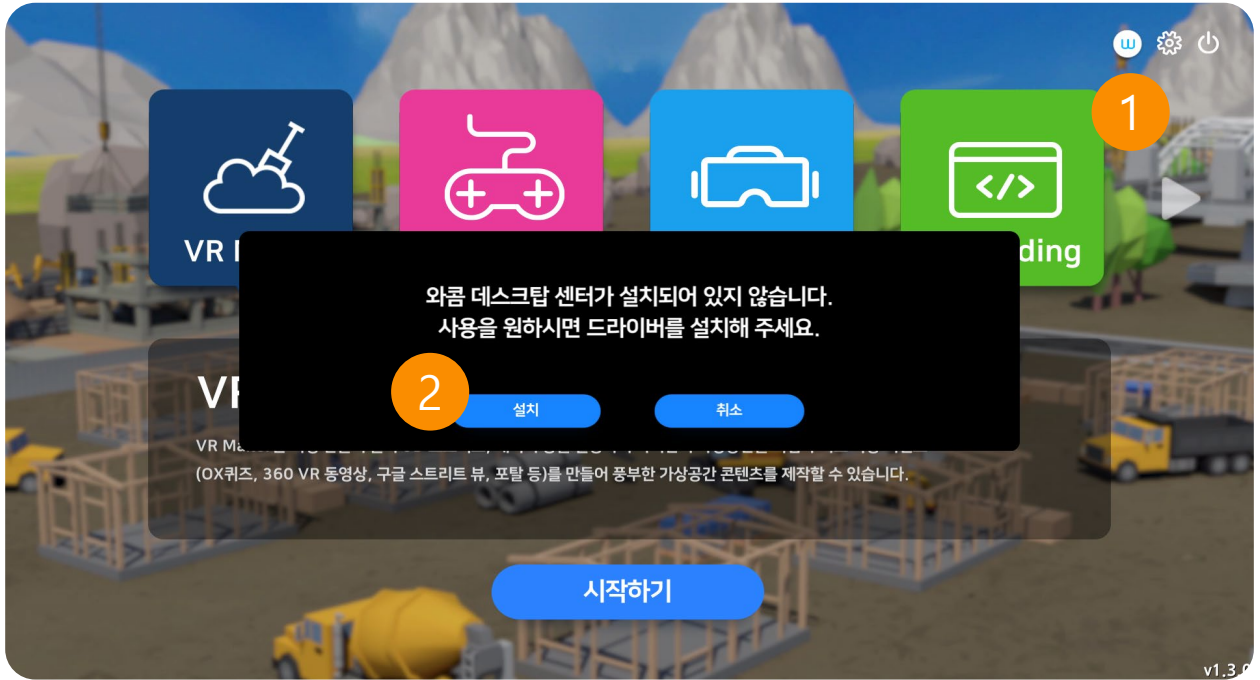 1
VR
ding
와콤 데스크탑 센터가 설치되어 있지 않습니다.
사용을 원하시면 드라이버를 설치해 주세요.
2
설치
취소
(OX퀴즈, 360 VR 동영상, 구글 스트리트 뷰, 포탈 등)를 만들어 풍부한 가상공간 콘텐츠를 제작할 수 있습니다.
시작하기
v1.3.0